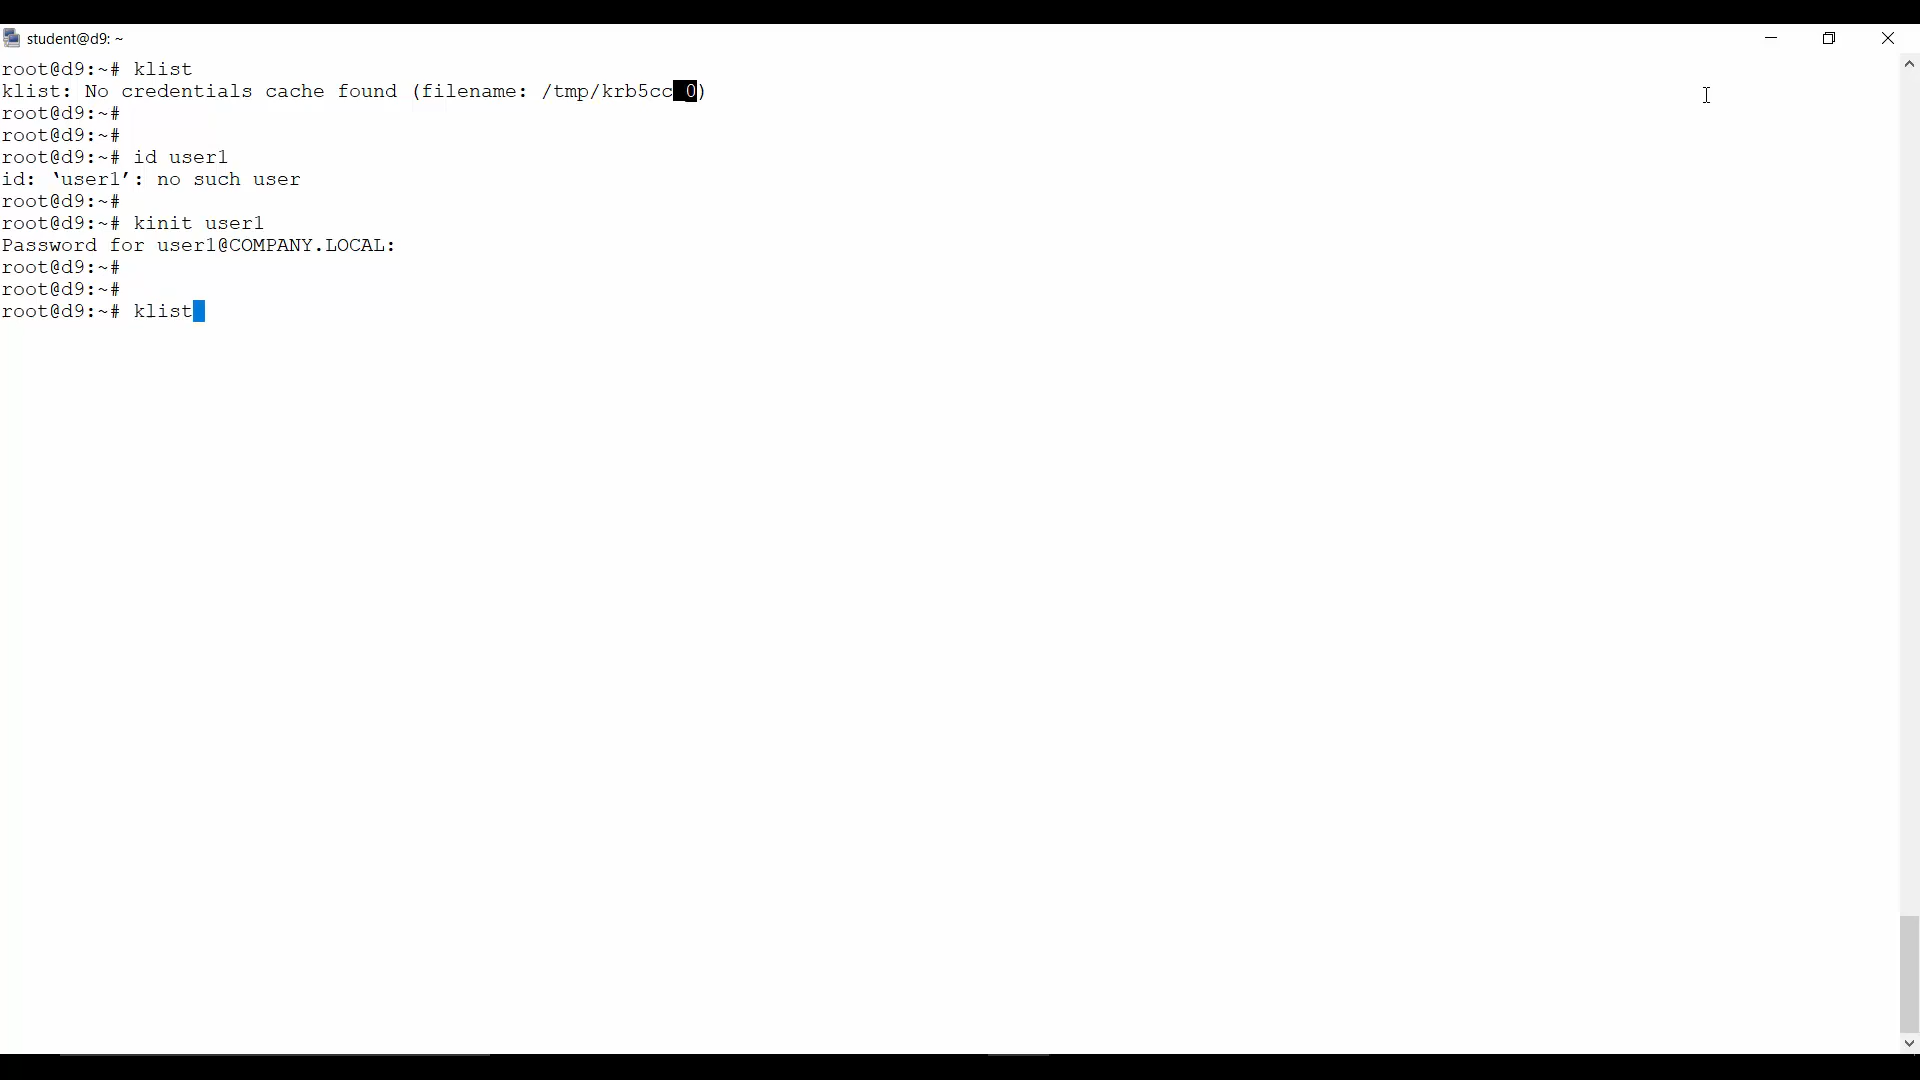 student@d9: ~
root@d9:~# klist
klist: No credentials cache found (filename: /tmp/krb5cc_0)
root@d9:~#
root@d9:~#
root@d9:~# id user1
id: ‘user1’: no such user
root@d9:~#
root@d9:~# kinit user1
Password for user1@COMPANY.LOCAL:
root@d9:~#
root@d9:~#
root@d9:~# klist